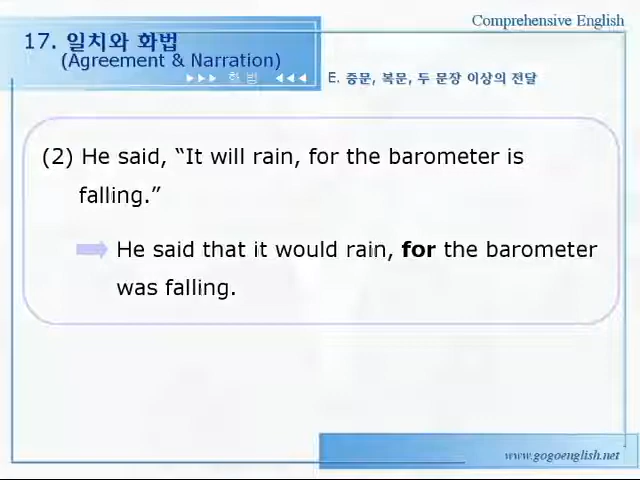 Comprehensive English
17. 일치와 화법
(Agreement & Narration)
▶▶▶ 화 법 ◀◀◀
E. 중문, 복문, 두 문장 이상의 전달
(2) He said, “It will rain, for the barometer is
falling.”
He said that it would rain, for the barometer
was falling.
www.gogoenglish.net